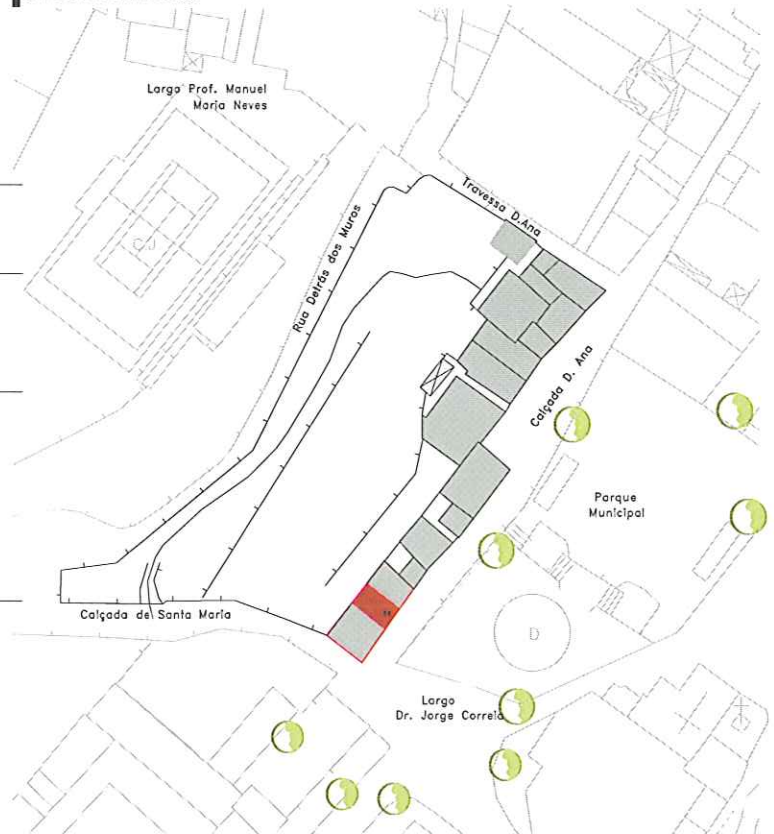 Largo Prof. Manuel
Maria Neves
C.J
Travessa D.Ana
Rua Detrás dos Muros
Calçada D. Ana
Parque
Municipal
Calçada de Santa Maria
D
Largo
Dr. Jorge Correia